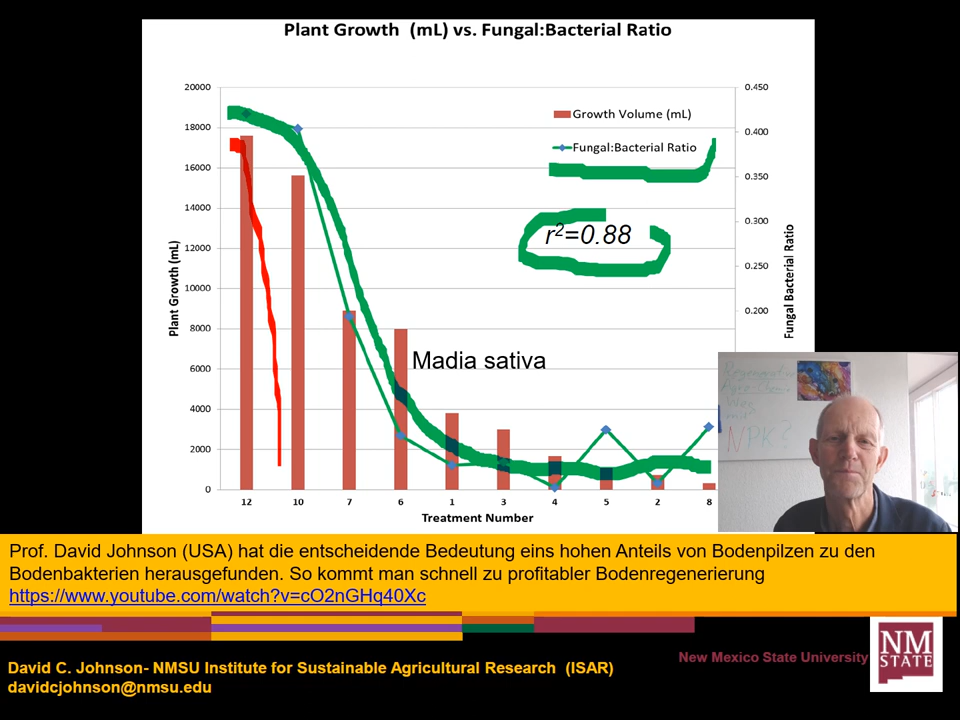 Plant Growth (mL) vs. Fungal:Bacterial Ratio
20000
18000
16000
14000
12000
10000
8000
6000
4000
2000
0
Plant Growth (mL)
0.450
0.400
0.350
0.300
0.250
0.200
Fungal Bacterial Ratio
Growth Volume (mL)
Fungal:Bacterial Ratio
r²=0.88
Madia sativa
12 10 7 6 1 3 4 5 2 8
Treatment Number
NPK?
Prof. David Johnson (USA) hat die entscheidende Bedeutung eins hohen Anteils von Bodenpilzen zu den
Bodenbakterien herausgefunden. So kommt man schnell zu profitabler Bodenregenerierung
https://www.youtube.com/watch?v=cO2nGHq40Xc
David C. Johnson- NMSU Institute for Sustainable Agricultural Research (ISAR)
davidcjohnson@nmsu.edu
New Mexico State University
NM
STATE